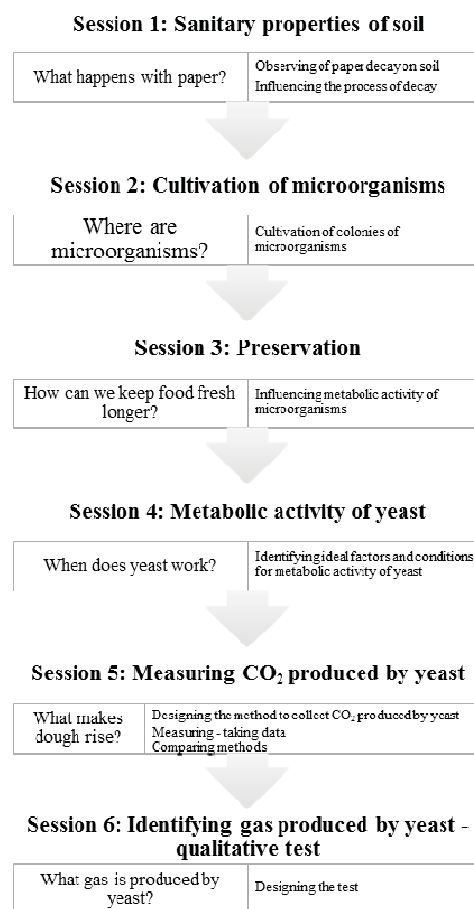 Session 1: Sanitary properties of soil
What happens with paper?
Observing of paper decay on soil
Influencing the process of decay
Session 2: Cultivation of microorganisms
Where are
microorganisms?
Cultivation of colonies of
microorganisms
Session 3: Preservation
How can we keep food fresh
longer?
Influencing metabolic activity of
microorganisms
Session 4: Metabolic activity of yeast
When does yeast work?
Identifying ideal factors and conditions
for metabolic activity of yeast
Session 5: Measuring CO₂ produced by yeast
What makes
dough rise?
Designing the method to collect CO₂ produced by yeast
Measuring - taking data
Comparing methods
Session 6: Identifying gas produced by yeast -
qualitative test
What gas is produced by
yeast?
Designing the test